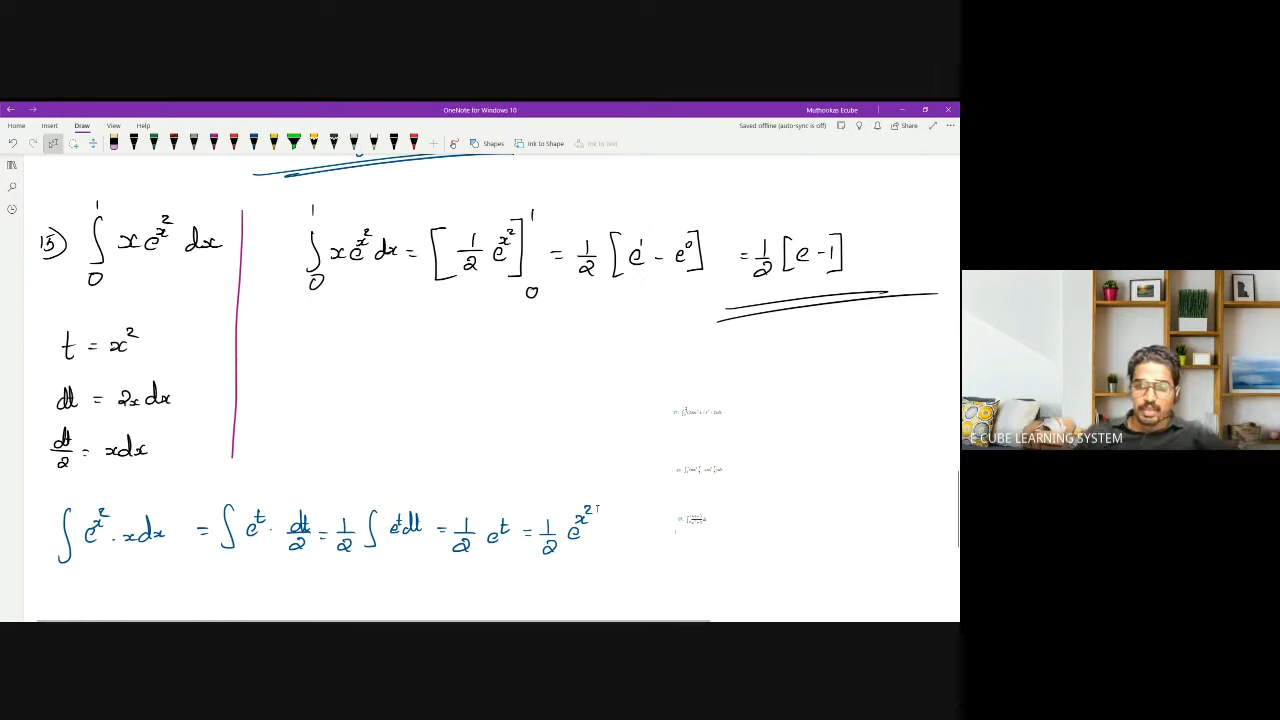 OneNote for Windows 10
Muthookas Ecube
Home Insert Draw View Help
Saved offline (auto-sync is off) Share
Shapes Ink to Shape Ink to Text
15) ∫₀¹ x e^{x²} dx
∫₀¹ x e^{x²} dx = [ 1/2 e^{x²} ]₀¹ = 1/2 [ e¹ - e⁰ ] = 1/2 [ e - 1 ]
t = x²
dt = 2x dx
dt/2 = x dx
∫ e^{x²} . x dx = ∫ e^t . dt/2 = 1/2 ∫ e^t dt = 1/2 e^t = 1/2 e^{x²}
E CUBE LEARNING SYSTEM